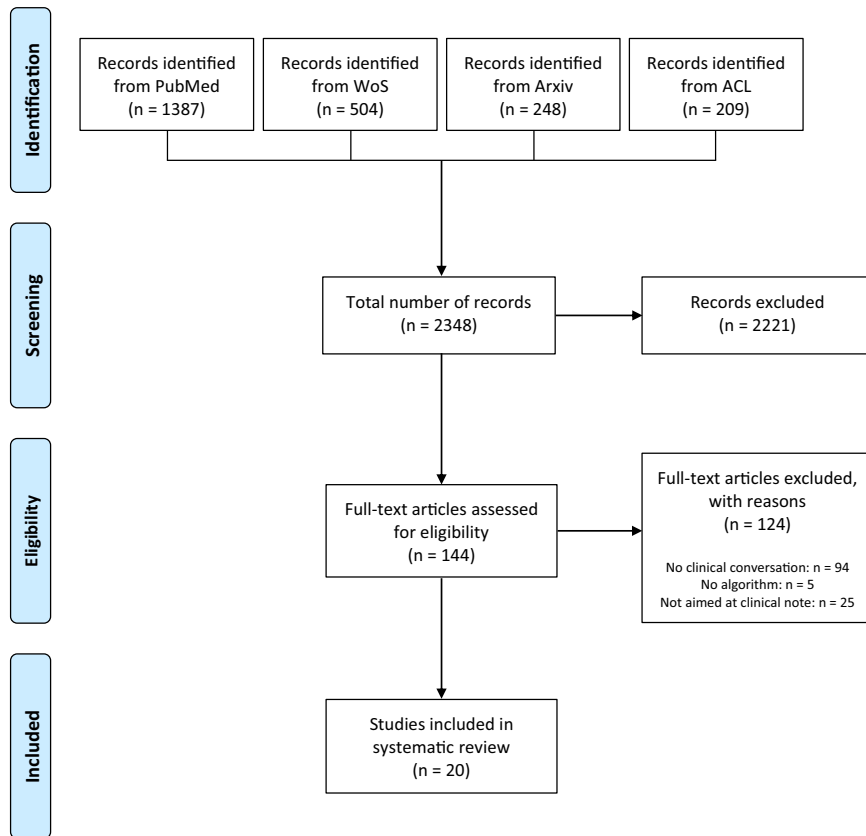 Identification
Records identified
from PubMed
(n = 1387)
Records identified
from WoS
(n = 504)
Records identified
from Arxiv
(n = 248)
Records identified
from ACL
(n = 209)
Screening
Total number of records
(n = 2348)
Records excluded
(n = 2221)
Eligibility
Full-text articles assessed
for eligibility
(n = 144)
Full-text articles excluded,
with reasons
(n = 124)
No clinical conversation: n = 94
No algorithm: n = 5
Not aimed at clinical note: n = 25
Included
Studies included in
systematic review
(n = 20)